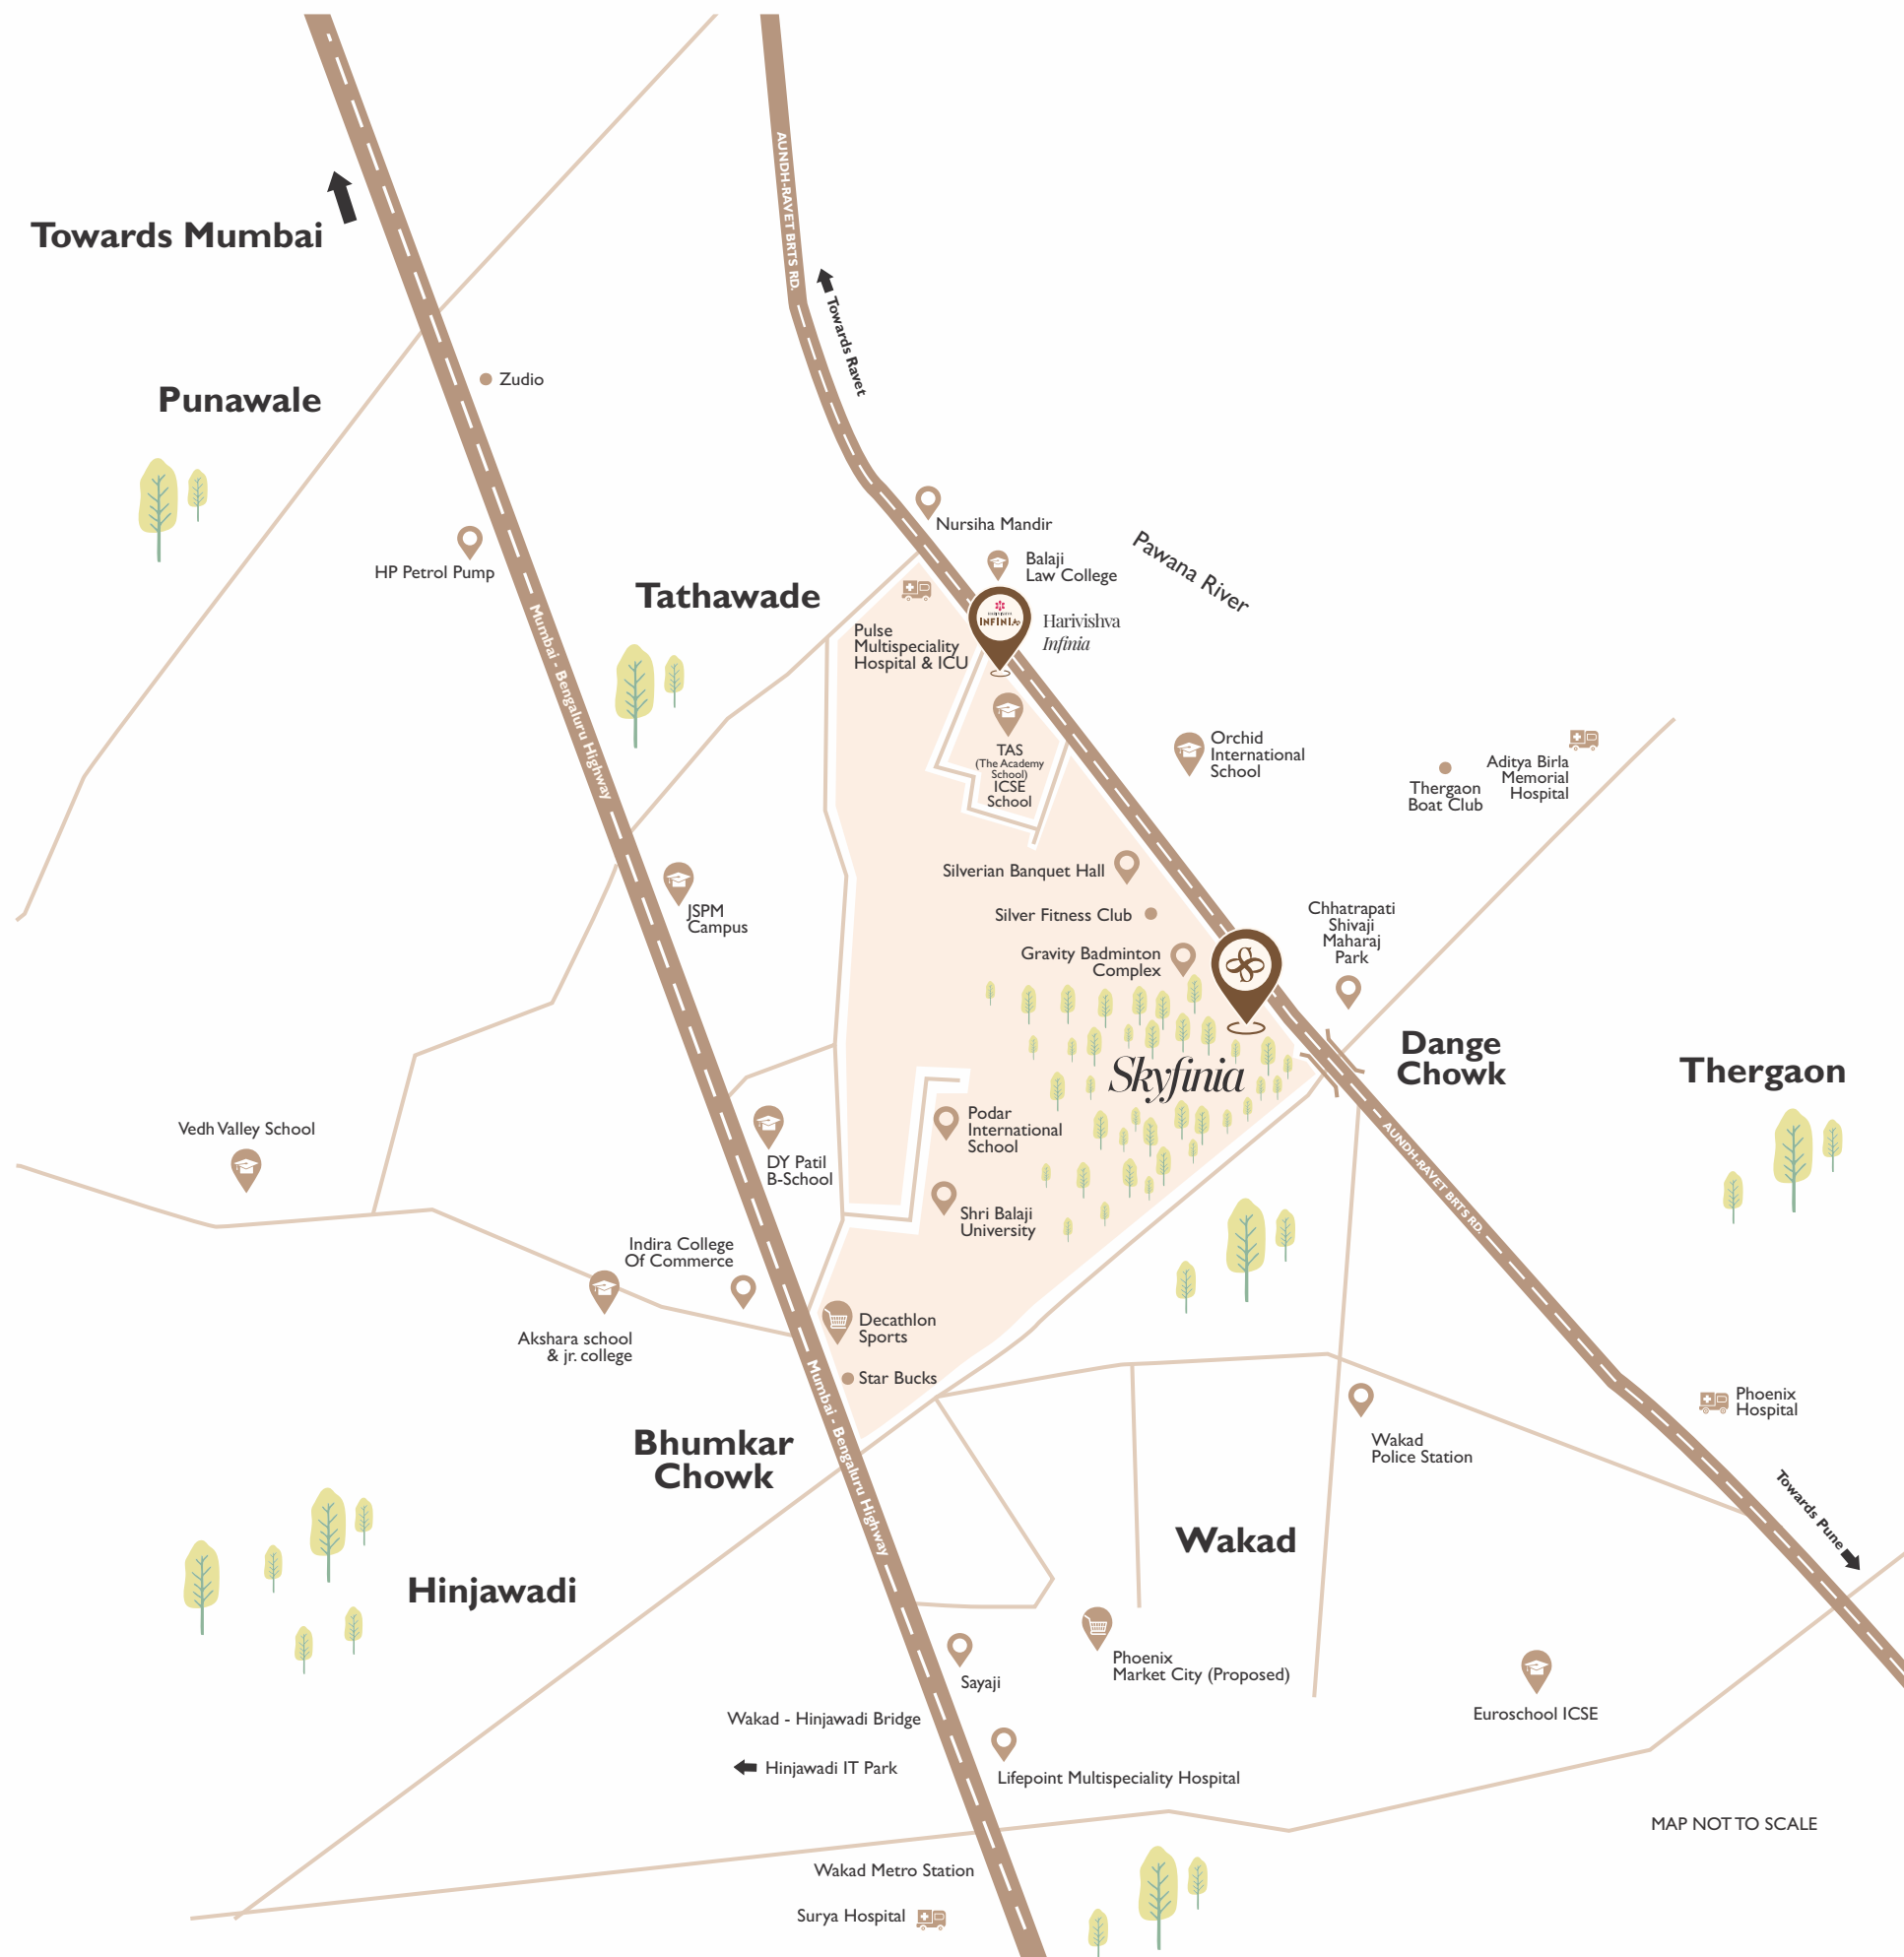 AUNDH-RAVET BRTS RD.
Towards Mumbai
Towards Ravet
Zudio
Punawale
Nursiha Mandir
Pawana River
HP Petrol Pump
Balaji
Law College
Tathawade
INFINIA
Harivishva
Infinia
Pulse
Multispeciality
Hospital & ICU
Mumbai - Bengaluru Highway
TAS
(The Academy
School)
ICSE
School
Orchid
International
School
Thergaon
Boat Club
Aditya Birla
Memorial
Hospital
Silverian Banquet Hall
JSPM
Campus
Silver Fitness Club
Chhatrapati
Shivaji
Maharaj
Park
Gravity Badminton
Complex
Skyfinia
Dange
Chowk
Thergaon
Podar
International
School
Vedh Valley School
AUNDH-RAVET BRTS RD.
DY Patil
B-School
Shri Balaji
University
Indira College
Of Commerce
Decathlon
Sports
Akshara school
& jr. college
Star Bucks
Mumbai - Bengaluru Highway
Phoenix
Hospital
Bhumkar
Chowk
Wakad
Police Station
Towards Pune
Wakad
Hinjawadi
Phoenix
Market City (Proposed)
Sayaji
Euroschool ICSE
Wakad - Hinjawadi Bridge
Hinjawadi IT Park
Lifepoint Multispeciality Hospital
MAP NOT TO SCALE
Wakad Metro Station
Surya Hospital